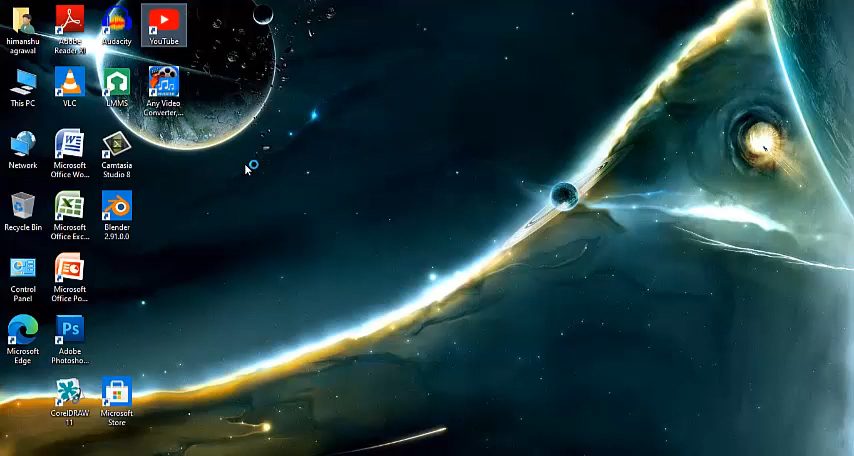 himanshu
agrawal
Adobe
Reader XI
Audacity
YouTube
This PC
VLC
LMMS
Any Video
Converter,...
Network
Microsoft
Office Wo...
Camtasia
Studio 8
Recycle Bin
Microsoft
Office Exc...
Blender
2.91.0.0
Control
Panel
Microsoft
Office Po...
Microsoft
Edge
Ps
Adobe
Photosho...
CorelDRAW
11
Microsoft
Store